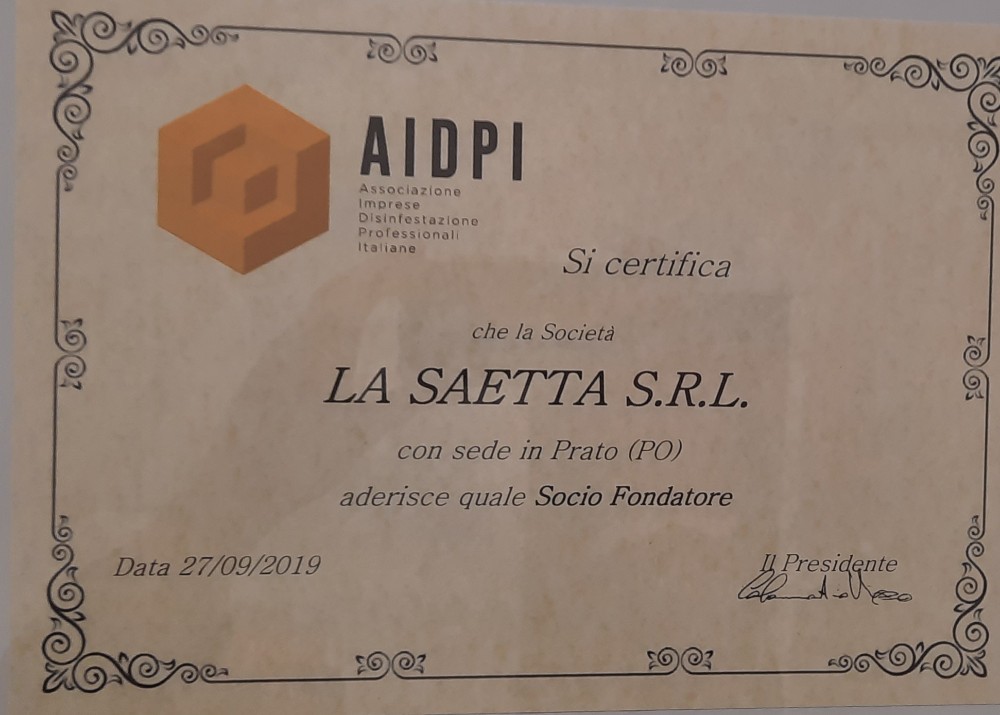 AIDPI
Associazione
Imprese
Disinfestazione
Professionali
Italiane
Si certifica
che la Società
LA SAETTA S.R.L.
con sede in Prato (PO)
aderisce quale Socio Fondatore
Data 27/09/2019
Il Presidente